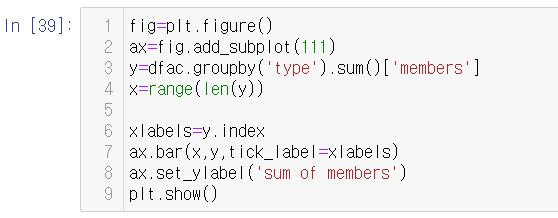 In [39]:
1 fig=plt.figure()
2 ax=fig.add_subplot(111)
3 y=dfac.groupby('type').sum()['members']
4 x=range(len(y))
5
6 xlabels=y.index
7 ax.bar(x,y,tick_label=xlabels)
8 ax.set_ylabel('sum of members')
9 plt.show()